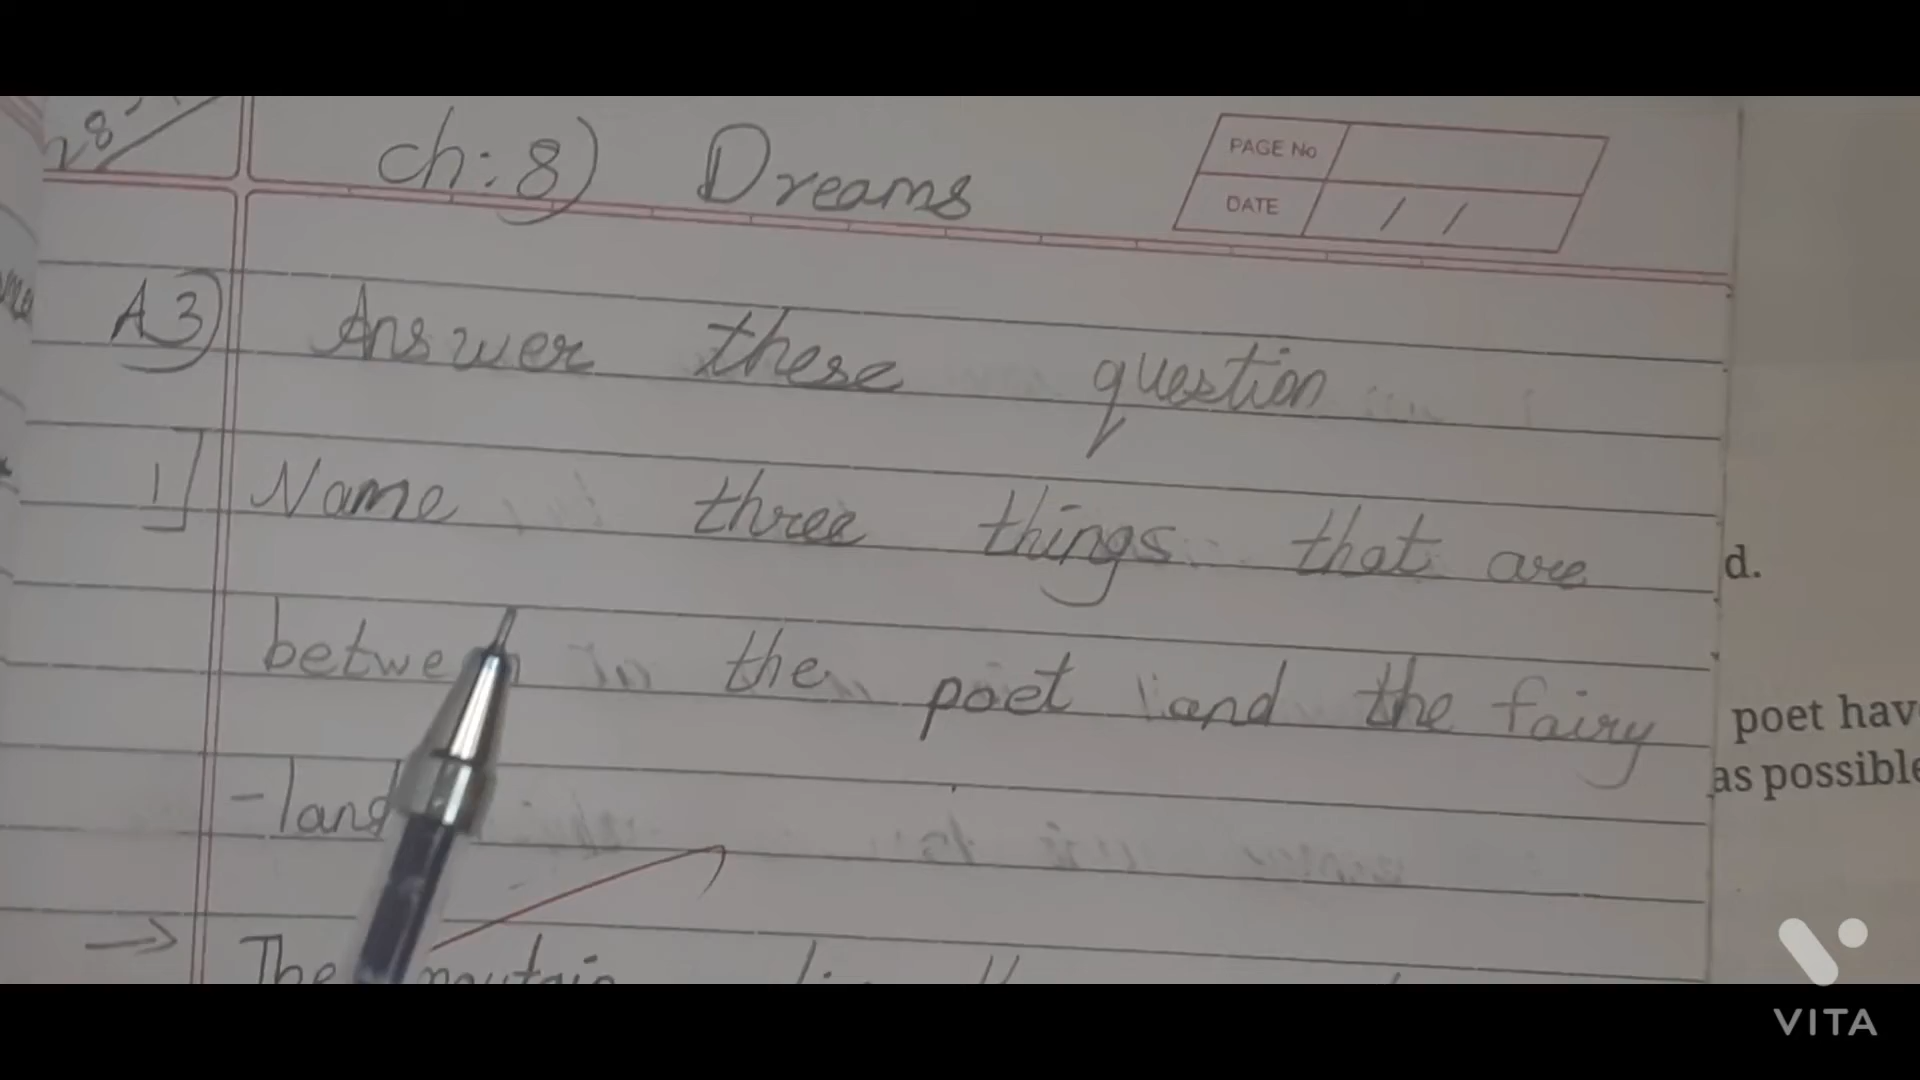 ch: 8) Dreams
PAGE No
DATE / /
A3) Answer these question
1] Name three things that are
between the poet and the fairy
-land
→ The moutain
d.
poet hav
as possible
VITA